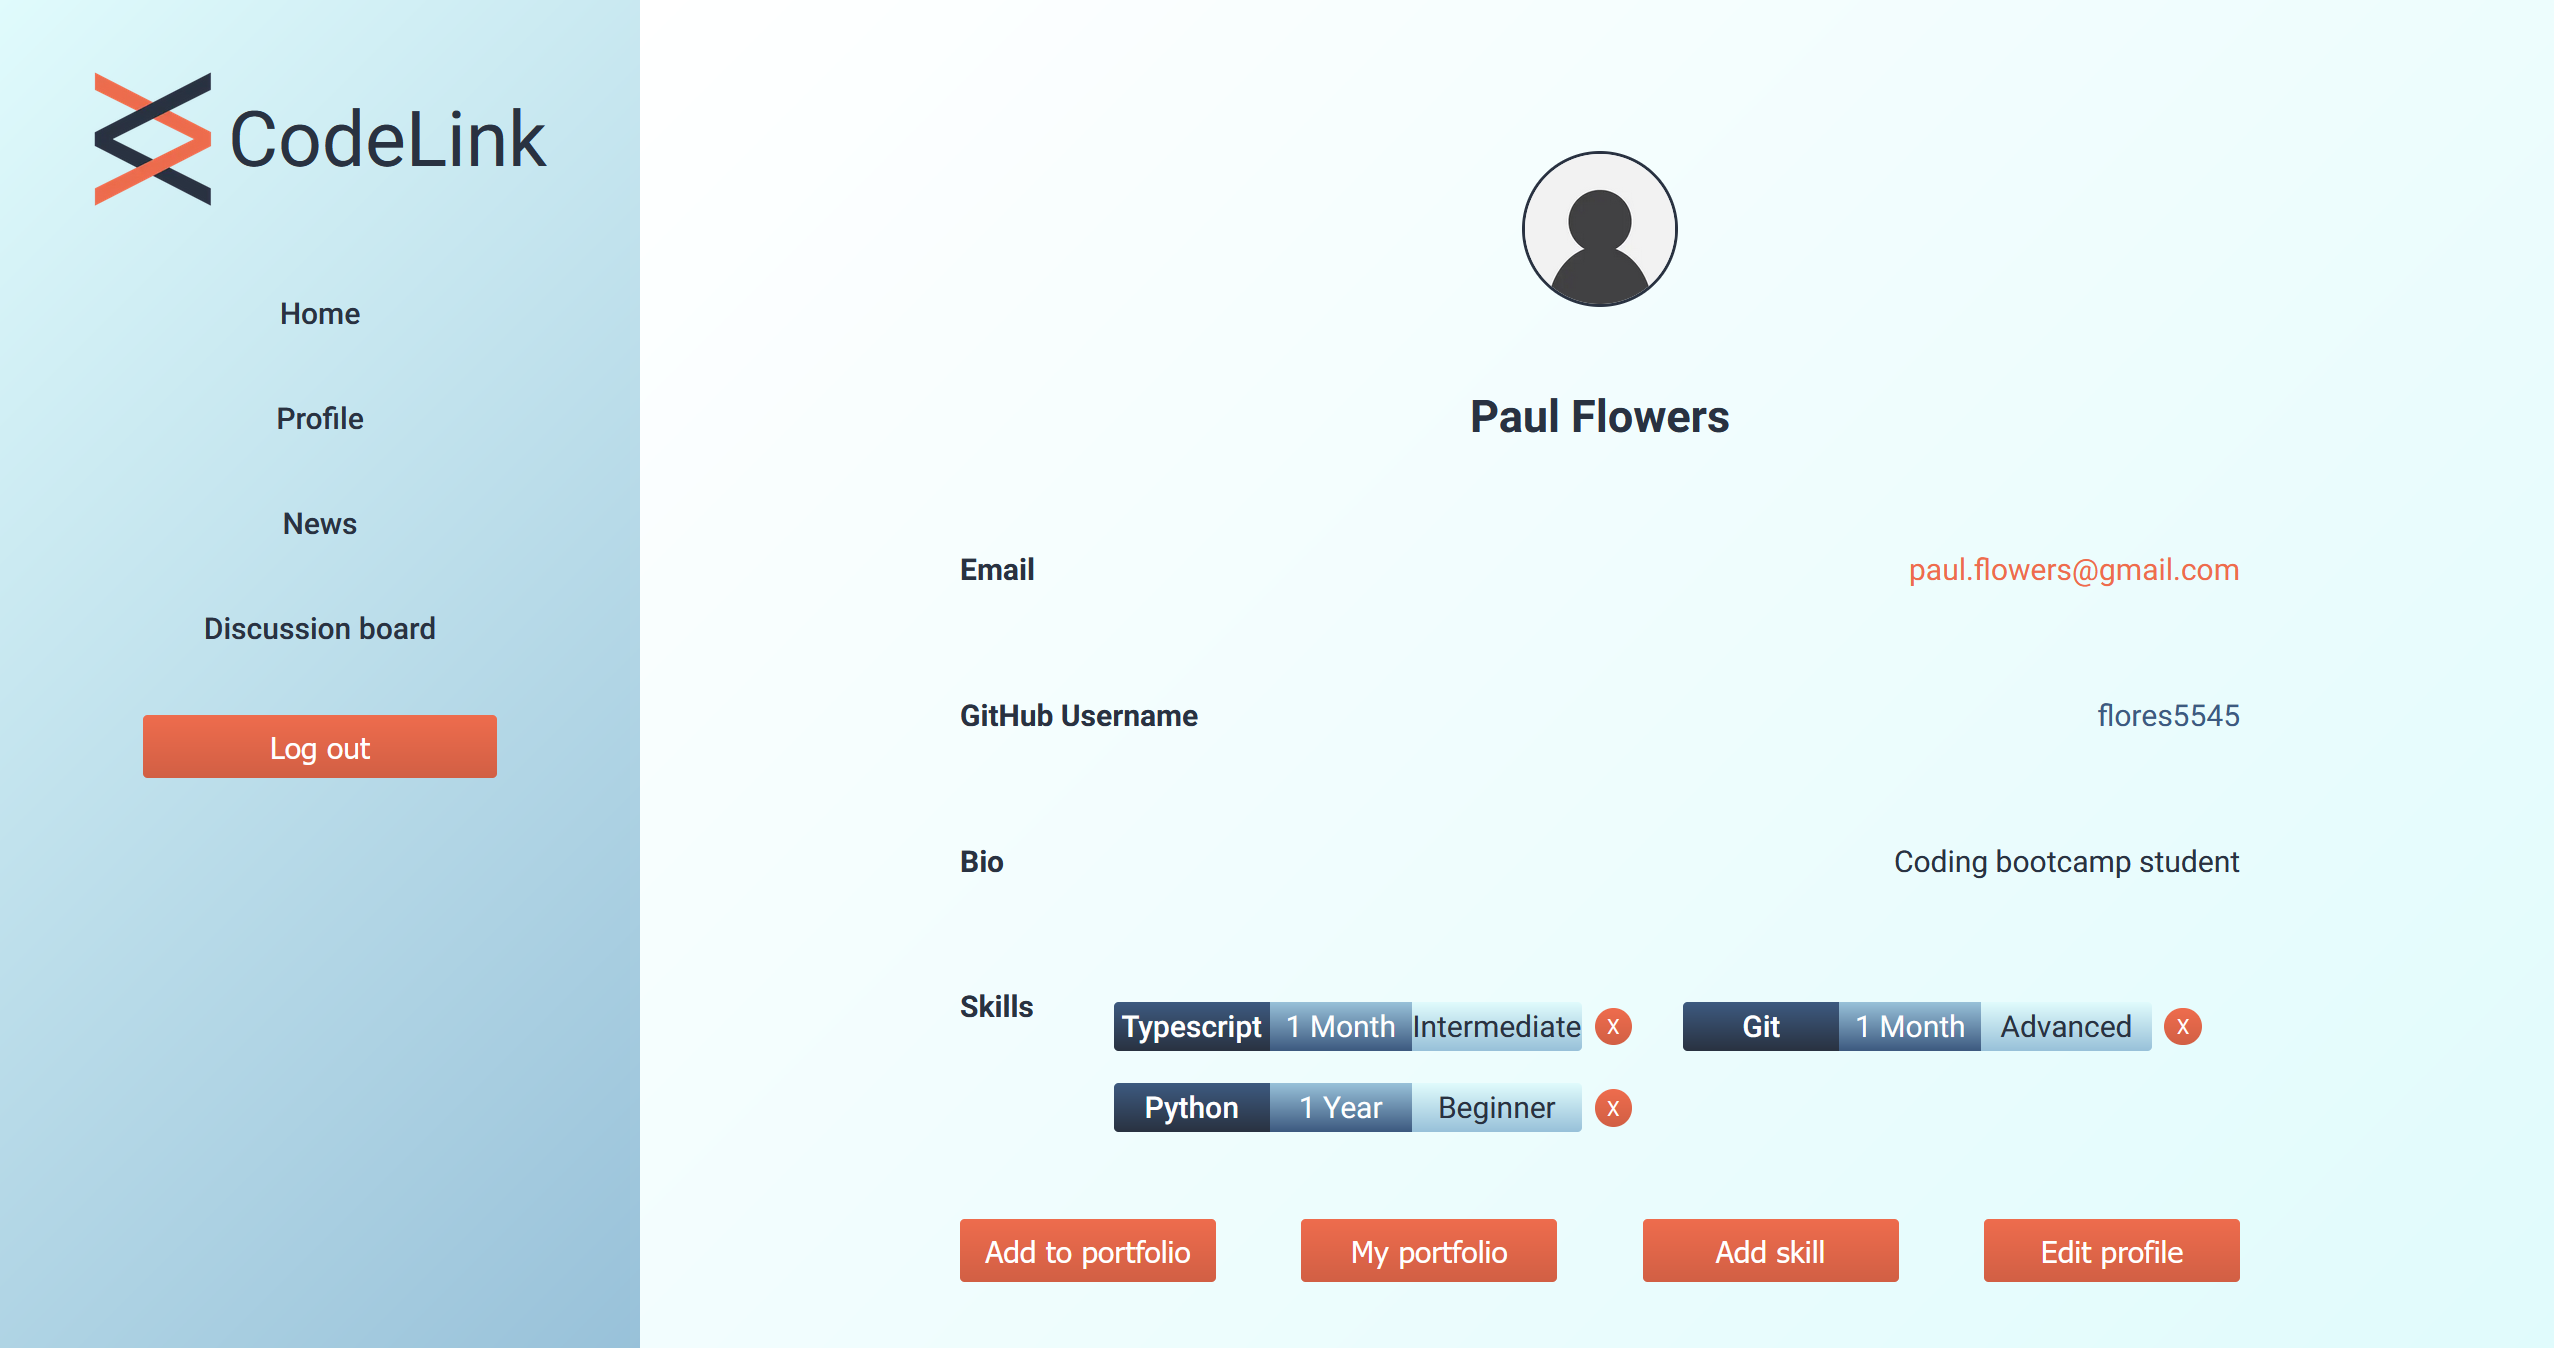 CodeLink
Home
Profile
News
Discussion board
Log out
Paul Flowers
Email paul.flowers@gmail.com
GitHub Username flores5545
Bio Coding bootcamp student
Skills Typescript 1 Month Intermediate X Git 1 Month Advanced X
Python 1 Year Beginner X
Add to portfolio My portfolio Add skill Edit profile